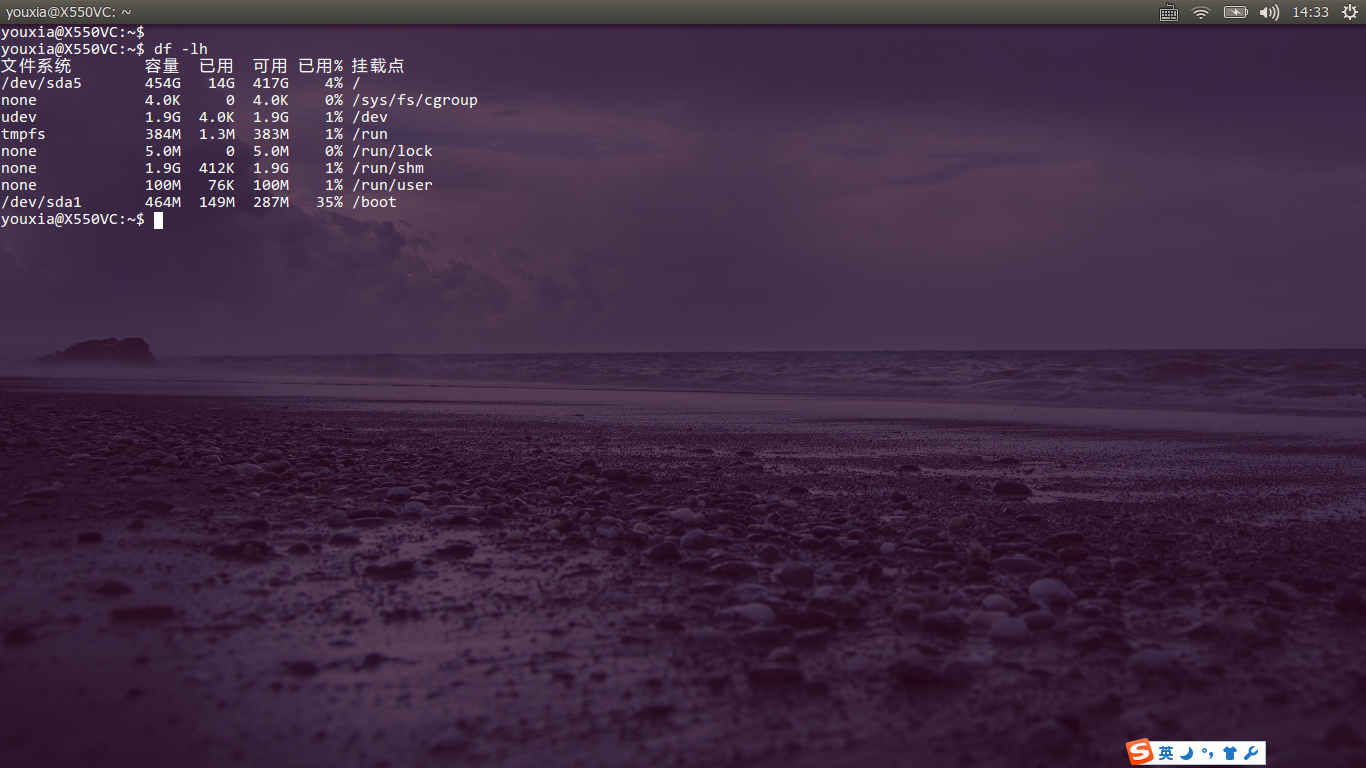 youxia@X550VC: ~ 14:33
youxia@X550VC:~$
youxia@X550VC:~$ df -lh
文件系统 容量 已用 可用 已用% 挂载点
/dev/sda5 454G 14G 417G 4% /
none 4.0K 0 4.0K 0% /sys/fs/cgroup
udev 1.9G 4.0K 1.9G 1% /dev
tmpfs 384M 1.3M 383M 1% /run
none 5.0M 0 5.0M 0% /run/lock
none 1.9G 412K 1.9G 1% /run/shm
none 100M 76K 100M 1% /run/user
/dev/sda1 464M 149M 287M 35% /boot
youxia@X550VC:~$
S 英 °,